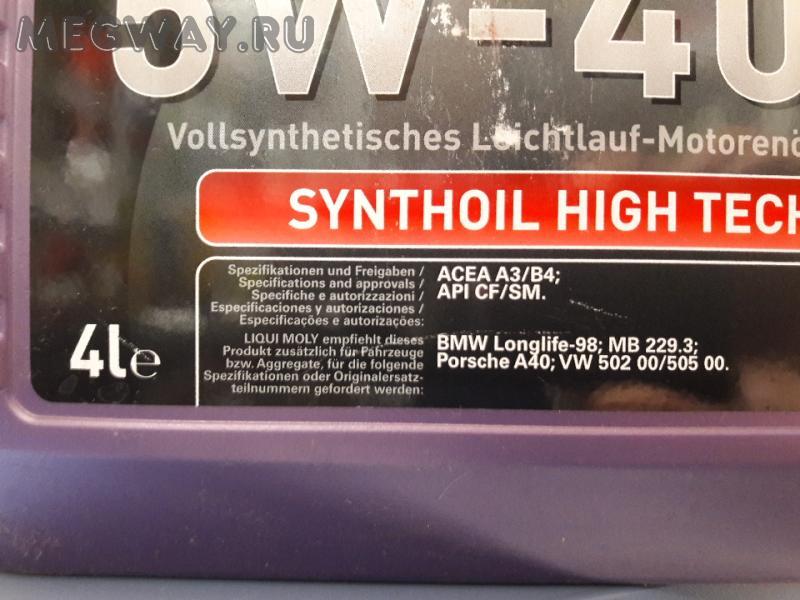 MEGWAY.RU
5W-40
Vollsynthetisches Leichtlauf-Motorenö
SYNTHOIL HIGH TECH
Spezifikationen und Freigaben /
Specifications and approvals /
Specifiche e autorizzazioni /
Especificaciones y autorizaciones /
Especificações e autorizações:
ACEA A3/B4;
API CF/SM.
4l e
LIQUI MOLY empfiehlt dieses
Produkt zusätzlich für Fahrzeuge
bzw. Aggregate, für die folgende
Spezifikationen oder Originalersatz-
teilnummern gefordert werden:
BMW Longlife-98; MB 229.3;
Porsche A40; VW 502 00/505 00.